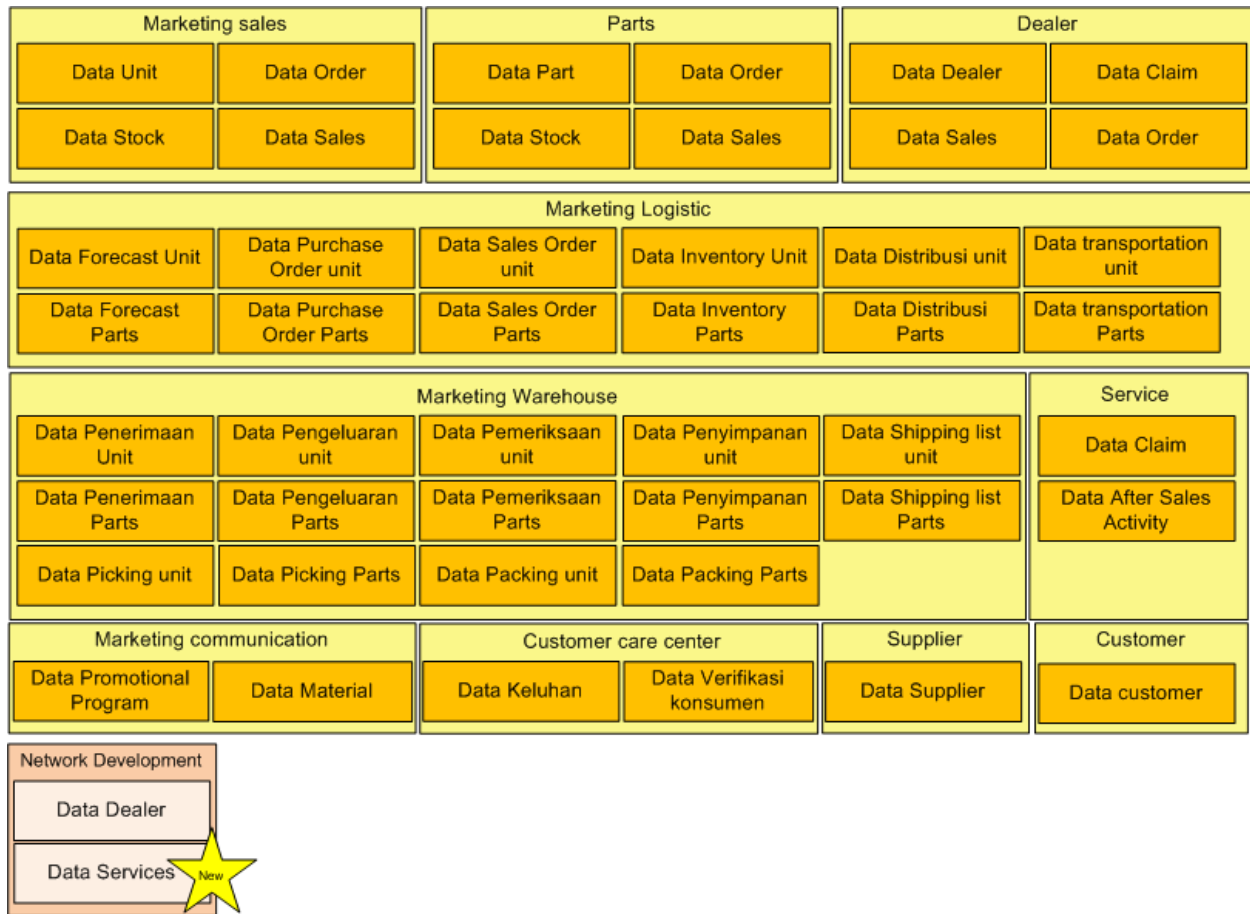 Marketing sales
Data Unit
Data Order
Data Stock
Data Sales
Parts
Data Part
Data Order
Data Stock
Data Sales
Dealer
Data Dealer
Data Claim
Data Sales
Data Order
Marketing Logistic
Data Forecast Unit
Data Purchase
Order unit
Data Sales Order
unit
Data Inventory Unit
Data Distribusi unit
Data transportation
unit
Data Forecast
Parts
Data Purchase
Order Parts
Data Sales Order
Parts
Data Inventory
Parts
Data Distribusi
Parts
Data transportation
Parts
Marketing Warehouse
Data Penerimaan
Unit
Data Pengeluaran
unit
Data Pemeriksaan
unit
Data Penyimpanan
unit
Data Shipping list
unit
Data Penerimaan
Parts
Data Pengeluaran
Parts
Data Pemeriksaan
Parts
Data Penyimpanan
Parts
Data Shipping list
Parts
Data Picking unit
Data Picking Parts
Data Packing unit
Data Packing Parts
Service
Data Claim
Data After Sales
Activity
Marketing communication
Data Promotional
Program
Data Material
Customer care center
Data Keluhan
Data Verifikasi
konsumen
Supplier
Data Supplier
Customer
Data customer
Network Development
Data Dealer
Data Services
New